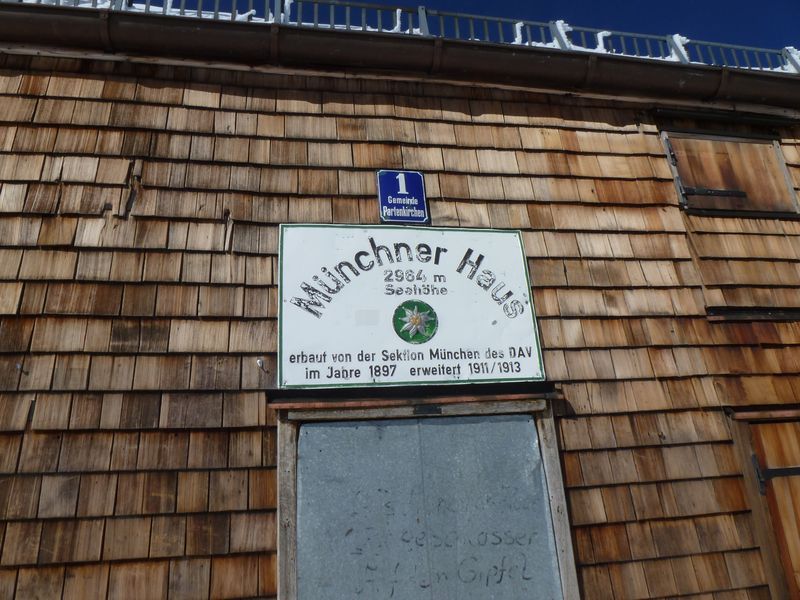 1
Gemeinde
Partenkirchen
Münchner Haus
2964 m
Seehöhe
erbaut von der Sektion München des DAV
im Jahre 1897 erweitert 1911/1913
Gipfel